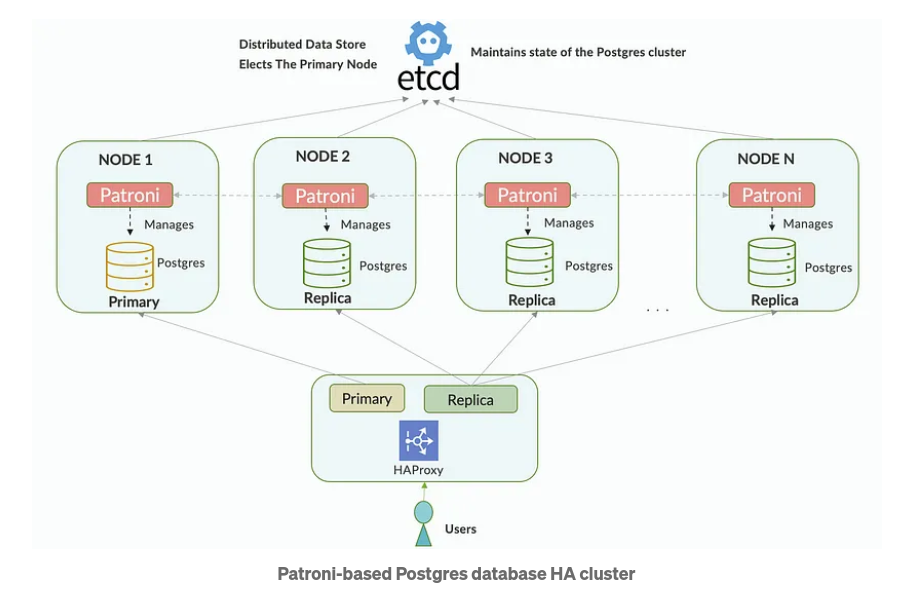 Distributed Data Store
Elects The Primary Node
etcd
Maintains state of the Postgres cluster
NODE 1
Patroni
Manages
Postgres
Primary
NODE 2
Patroni
Manages
Postgres
Replica
NODE 3
Patroni
Manages
Postgres
Replica
. . .
NODE N
Patroni
Manages
Postgres
Replica
Primary
Replica
HAProxy
Users
Patroni-based Postgres database HA cluster